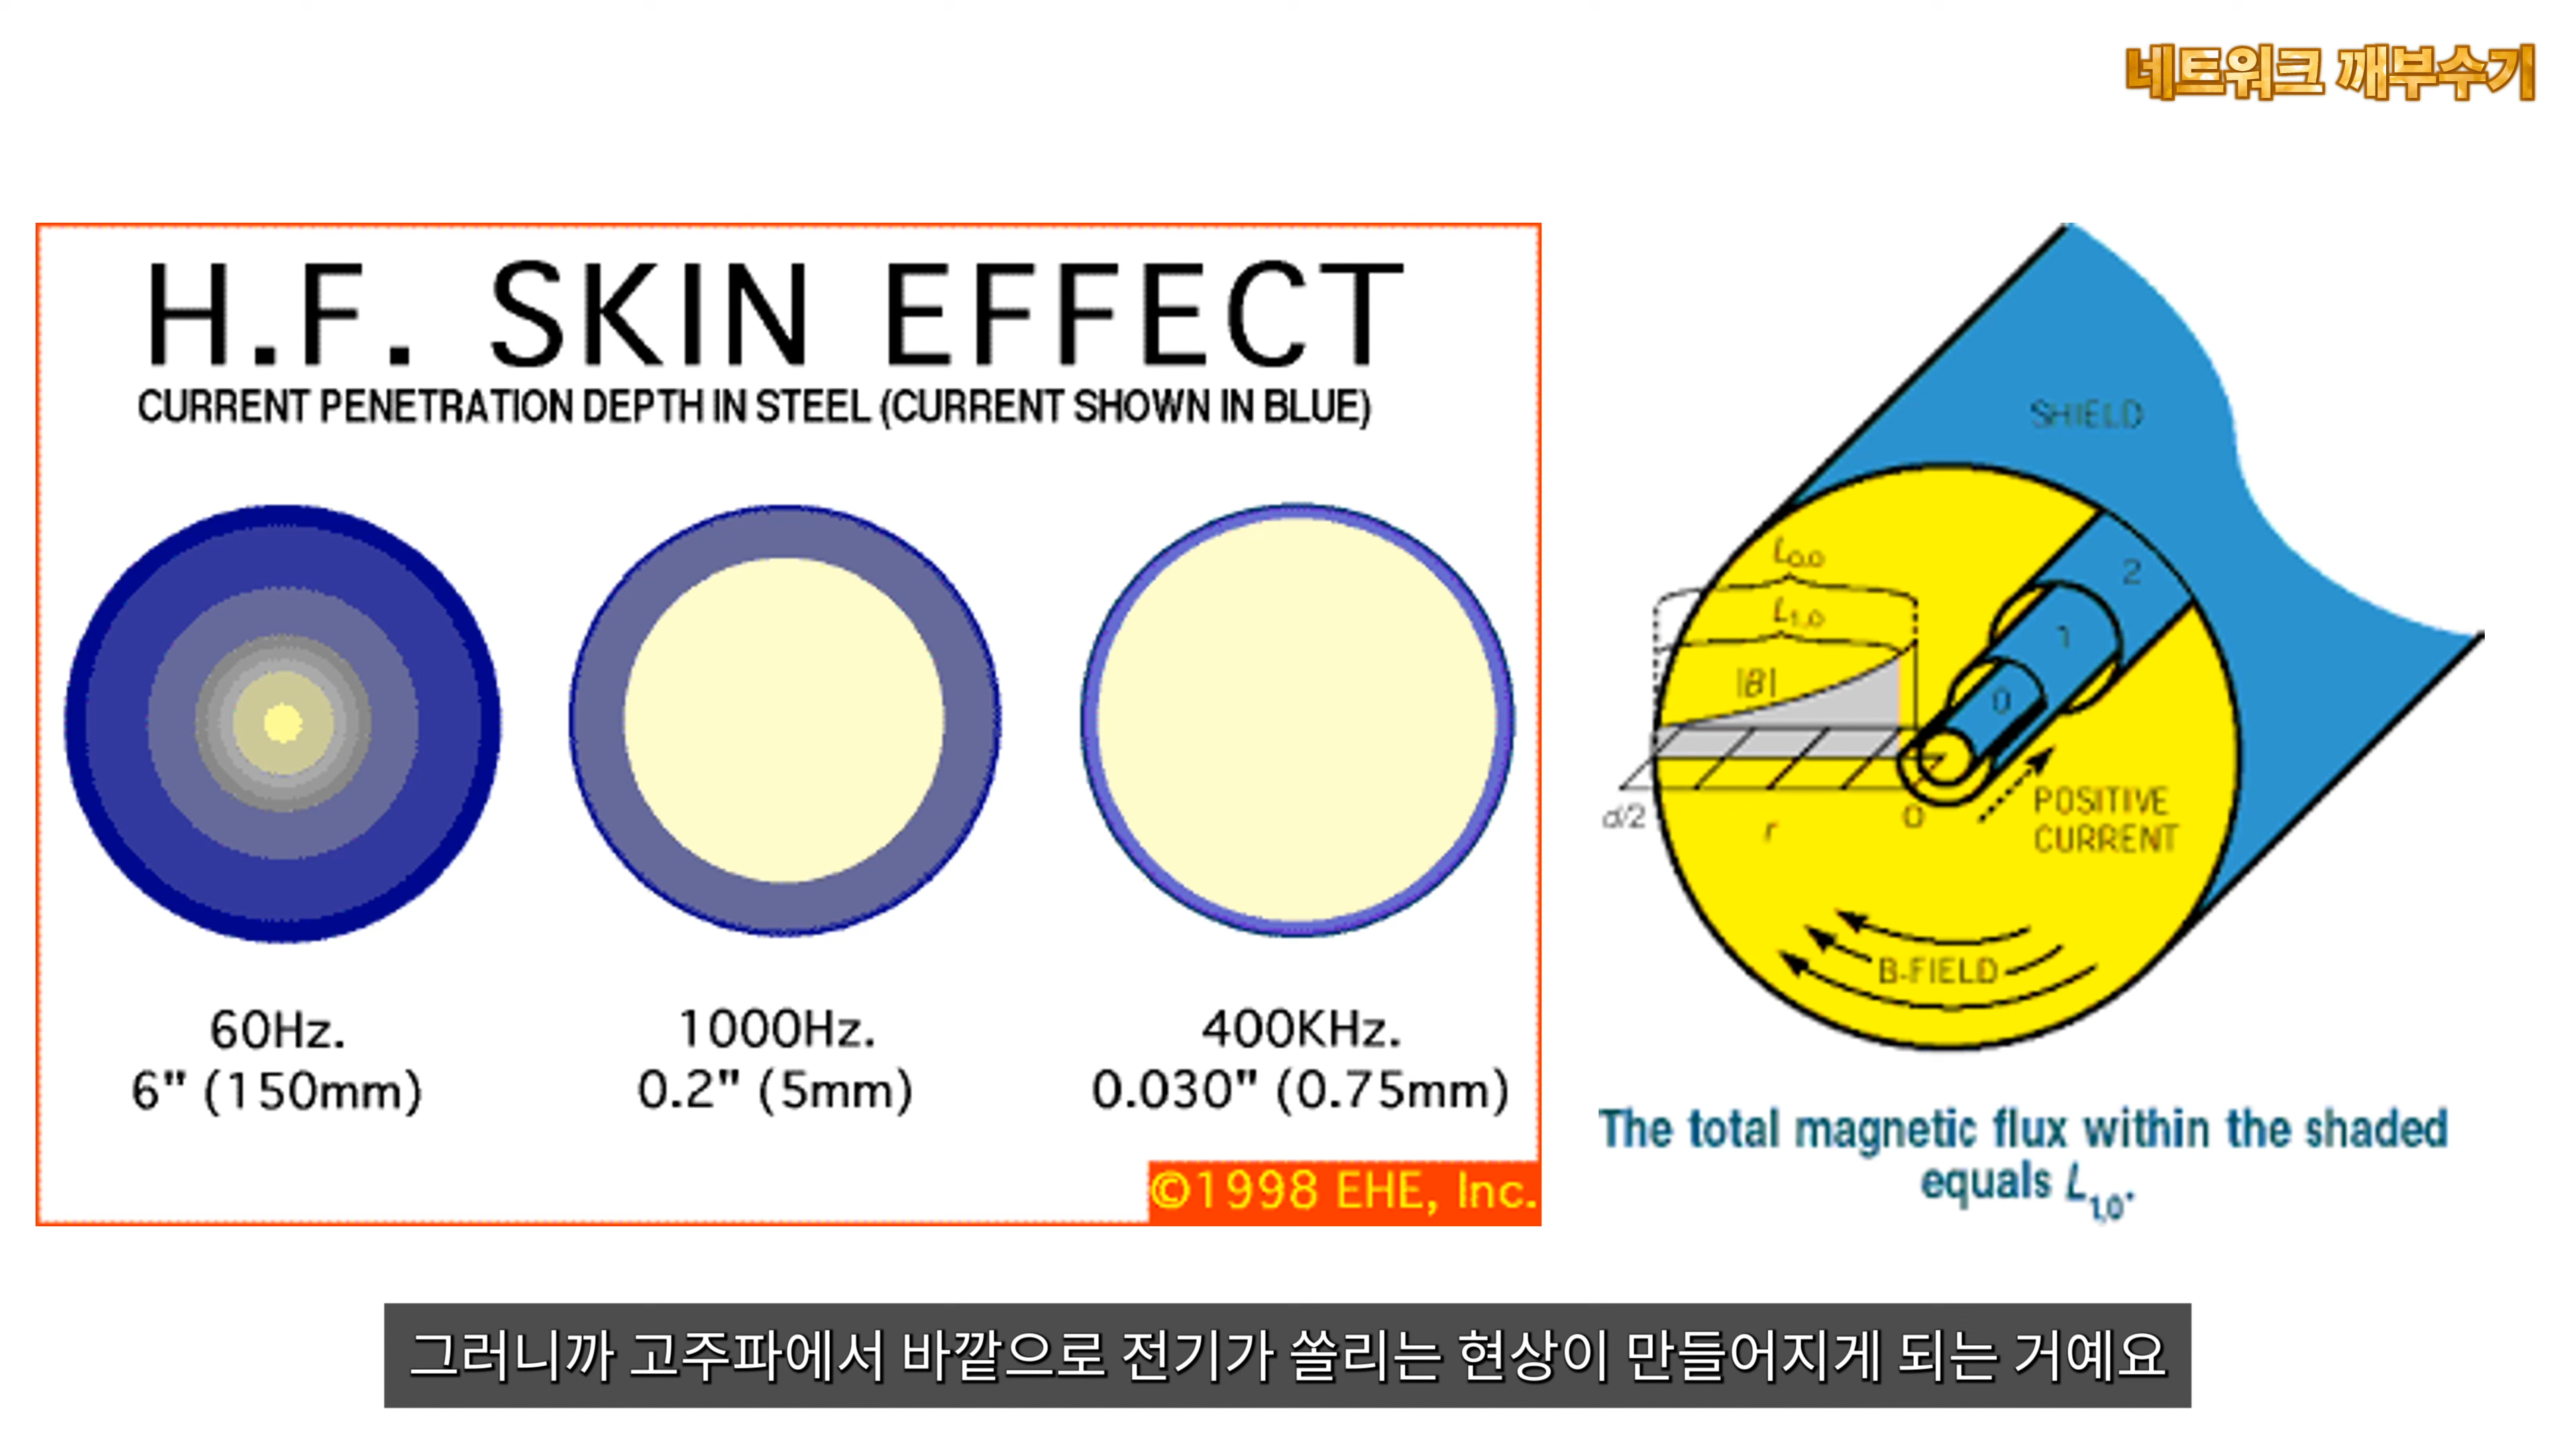 네트워크 깨부수기
H.F. SKIN EFFECT
CURRENT PENETRATION DEPTH IN STEEL (CURRENT SHOWN IN BLUE)
60Hz.
6" (150mm)
1000Hz.
0.2" (5mm)
400KHz.
0.030" (0.75mm)
©1998 EHE, Inc.
SHIELD
2
L0,0
1
L1,0
|B|
0
d/2
r
0
POSITIVE
CURRENT
B-FIELD
The total magnetic flux within the shaded
equals L1,0.
그러니까 고주파에서 바깥으로 전기가 쏠리는 현상이 만들어지게 되는 거예요